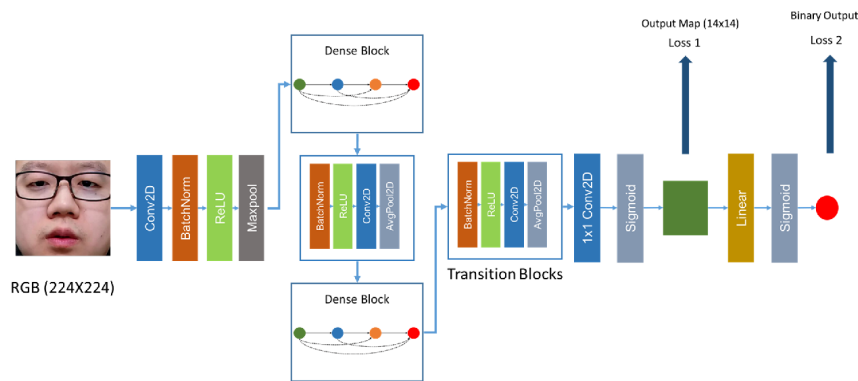 Output Map (14x14)
Loss 1
Binary Output
Loss 2
Dense Block
RGB (224X224)
Conv2D
BatchNorm
ReLU
Maxpool
BatchNorm
ReLU
Conv2D
AvgPool2D
Dense Block
BatchNorm
ReLU
Conv2D
AvgPool2D
Transition Blocks
1x1 Conv2D
Sigmoid
Linear
Sigmoid